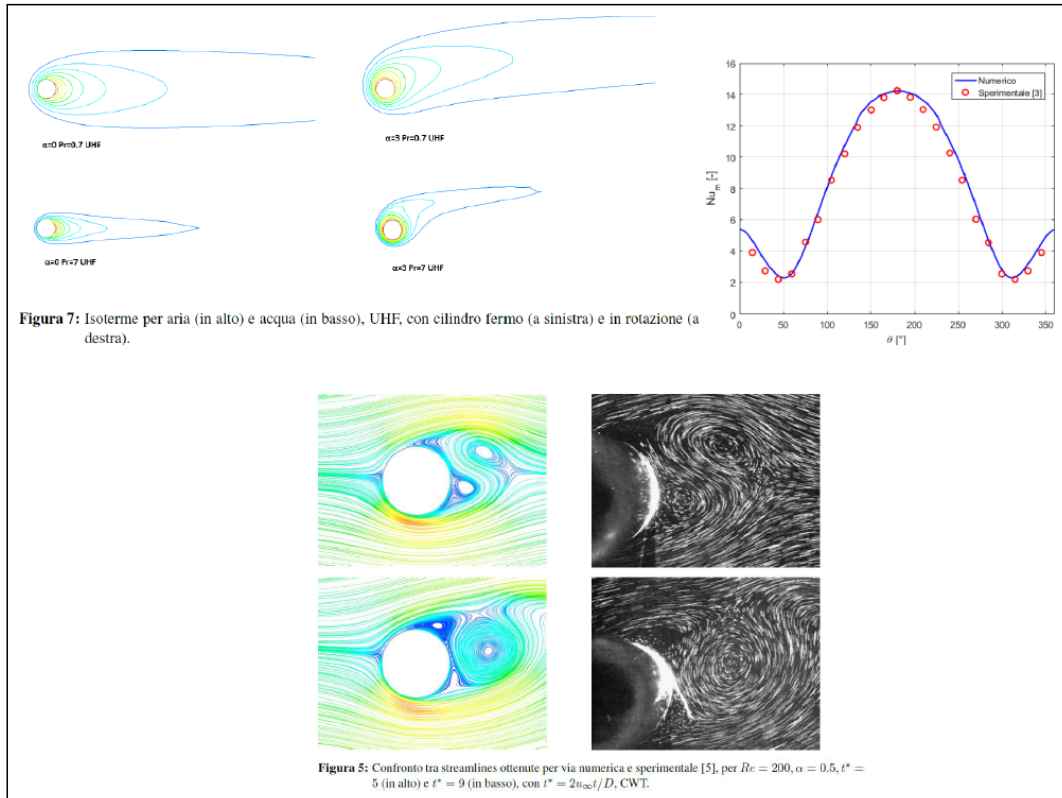 α=0 Pr=0.7 UHF
α=3 Pr=0.7 UHF
α=0 Pr=7 UHF
α=3 Pr=7 UHF
Figura 7: Isoterme per aria (in alto) e acqua (in basso), UHF, con cilindro fermo (a sinistra) e in rotazione (a
destra).
Numerico
Sperimentale [3]
Nu_m [-]
16
14
12
10
8
6
4
2
0
0 50 100 150 200 250 300 350
θ [°]
Figura 5: Confronto tra streamlines ottenute per via numerica e sperimentale [5], per Re = 200, α = 0.5, t* =
5 (in alto) e t* = 9 (in basso), con t* = 2u∞t/D, CWT.